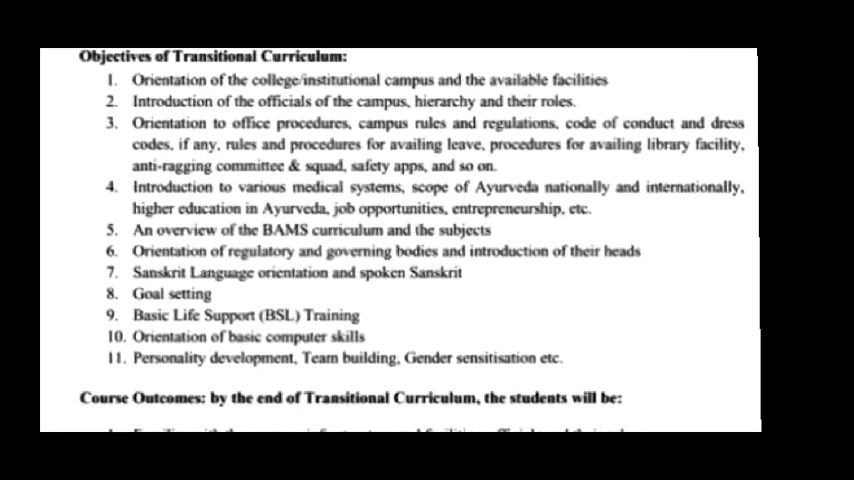 Objectives of Transitional Curriculum:
1. Orientation of the college/institutional campus and the available facilities
2. Introduction of the officials of the campus, hierarchy and their roles.
3. Orientation to office procedures, campus rules and regulations, code of conduct and dress
codes, if any, rules and procedures for availing leave, procedures for availing library facility,
anti-ragging committee & squad, safety apps, and so on.
4. Introduction to various medical systems, scope of Ayurveda nationally and internationally,
higher education in Ayurveda, job opportunities, entrepreneurship, etc.
5. An overview of the BAMS curriculum and the subjects
6. Orientation of regulatory and governing bodies and introduction of their heads
7. Sanskrit Language orientation and spoken Sanskrit
8. Goal setting
9. Basic Life Support (BSL) Training
10. Orientation of basic computer skills
11. Personality development, Team building, Gender sensitisation etc.
Course Outcomes: by the end of Transitional Curriculum, the students will be: